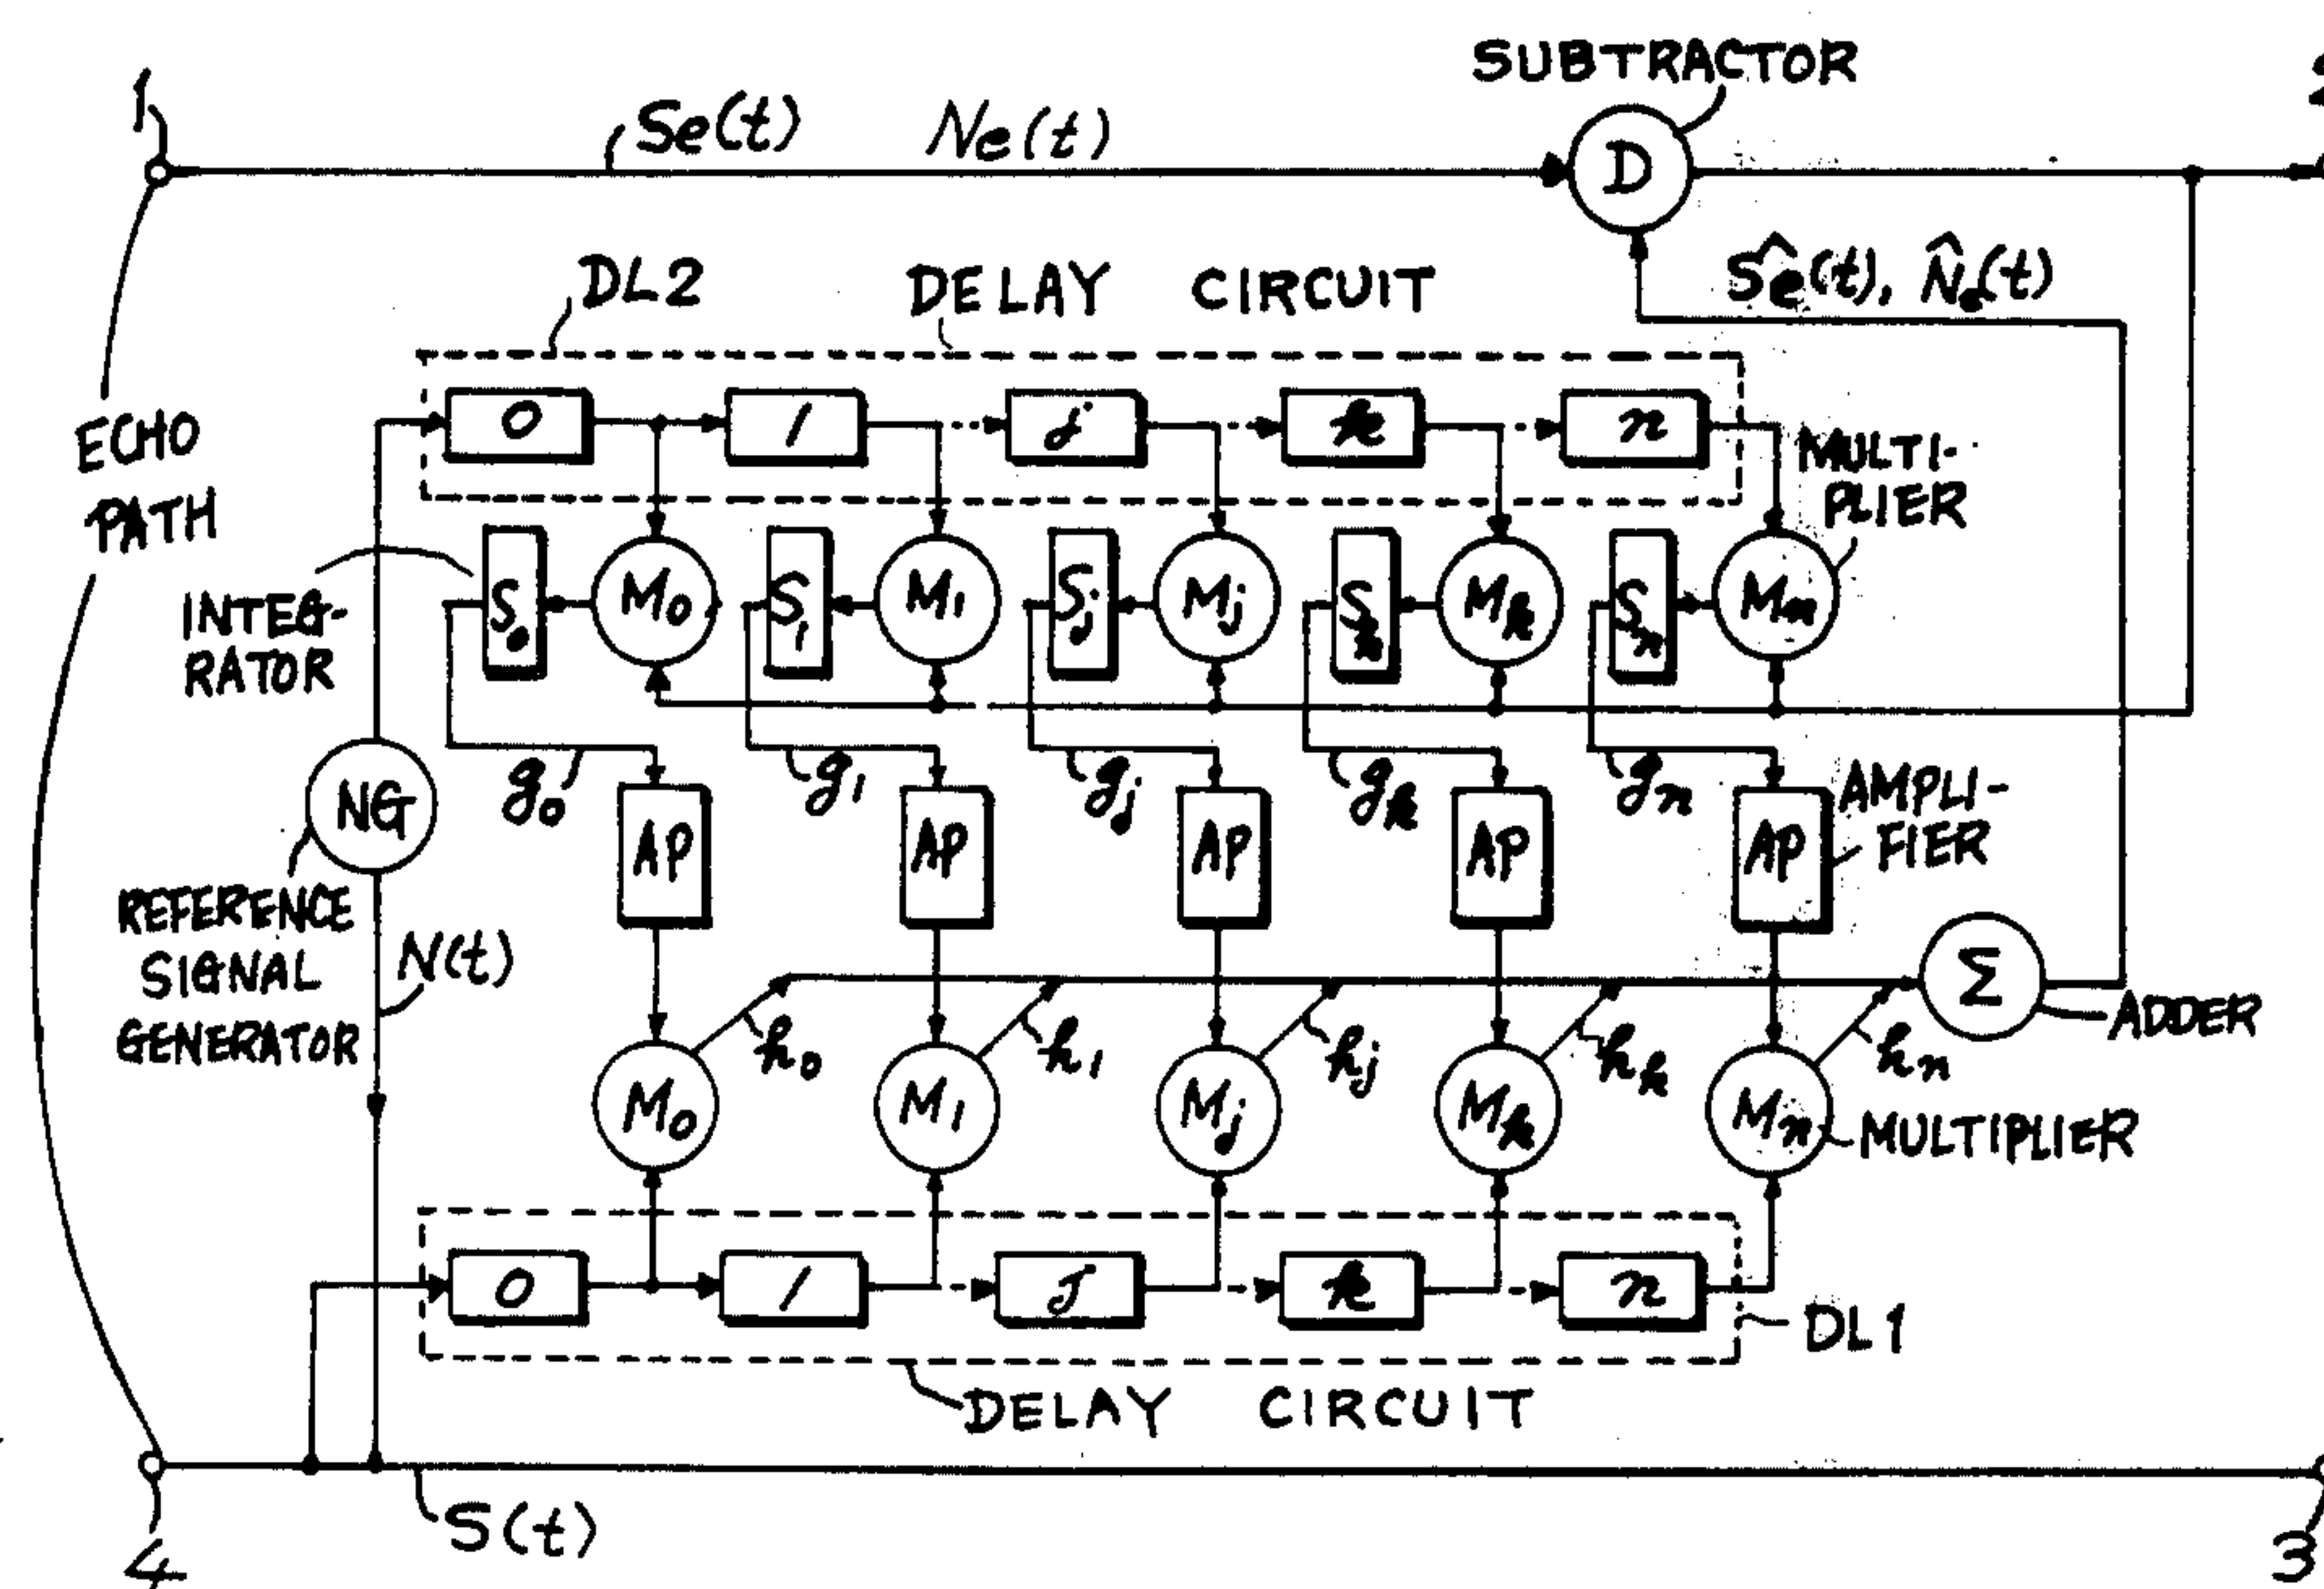 SUBTRACTOR
1
Se(t) Ne(t)
D
DL2
DELAY CIRCUIT
Ŝe(t), N̂e(t)
0 1 j k n
ECHO
PATH
MULTI-
PLIER
S0 M0 S1 M1 Sj Mj Sk Mk Sn Mn
INTEG-
RATOR
g0 g1 gj gk gn
NG
AP AP AP AP AP
AMPLI-
FIER
REFERENCE
SIGNAL
GENERATOR
N(t)
Σ
ADDER
h0 h1 hj hk hn
M0 M1 Mj Mk Mn
MULTIPLIER
0 1 J k n
DL1
DELAY CIRCUIT
S(t)
4
3